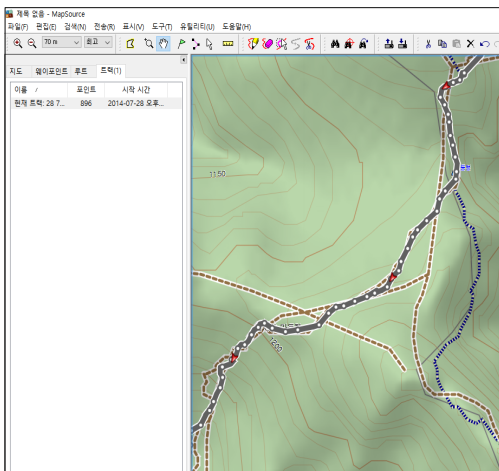 제목 없음 - MapSource
파일(F) 편집(E) 검색(N) 전송(R) 표시(V) 도구(T) 유틸리티(U) 도움말(H)
70 m 최고
지도 웨이포인트 루트 트랙(1)
이름 / 포인트 시작 시간
현재 트랙: 28 7... 896 2014-07-28 오후...
1150
1200